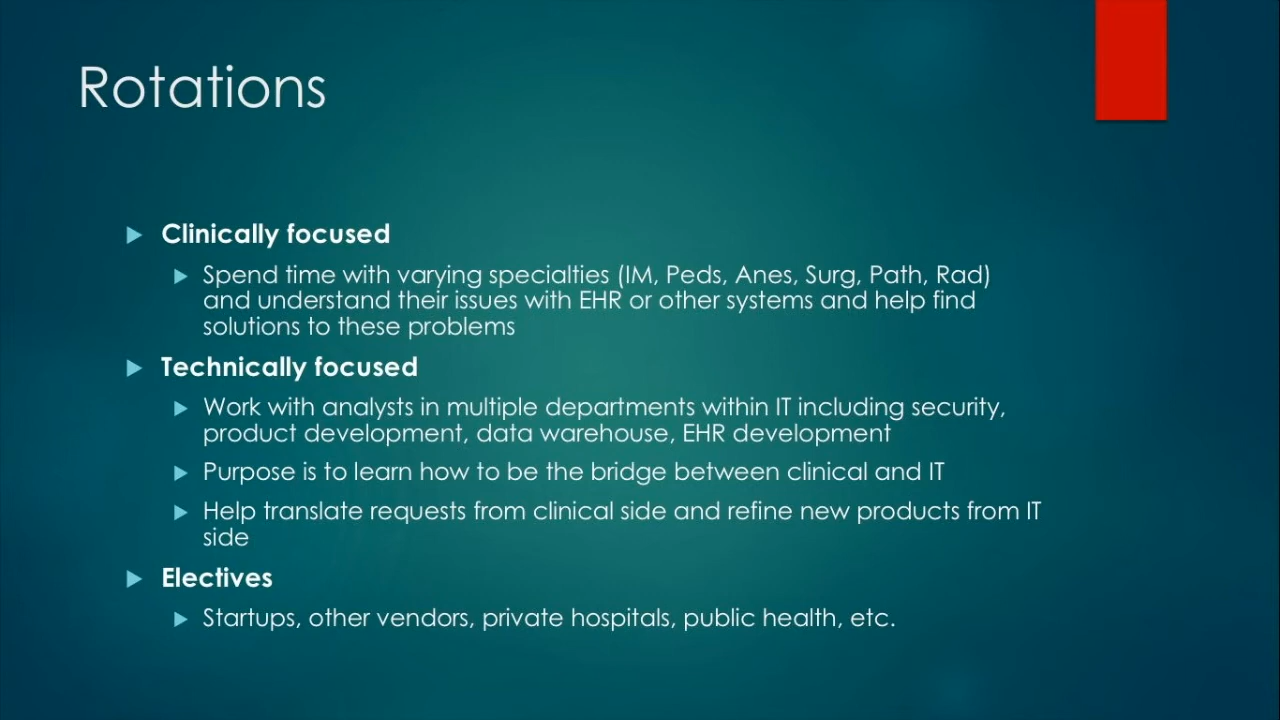 Rotations
Clinically focused
Spend time with varying specialties (IM, Peds, Anes, Surg, Path, Rad)
and understand their issues with EHR or other systems and help find
solutions to these problems
Technically focused
Work with analysts in multiple departments within IT including security,
product development, data warehouse, EHR development
Purpose is to learn how to be the bridge between clinical and IT
Help translate requests from clinical side and refine new products from IT
side
Electives
Startups, other vendors, private hospitals, public health, etc.